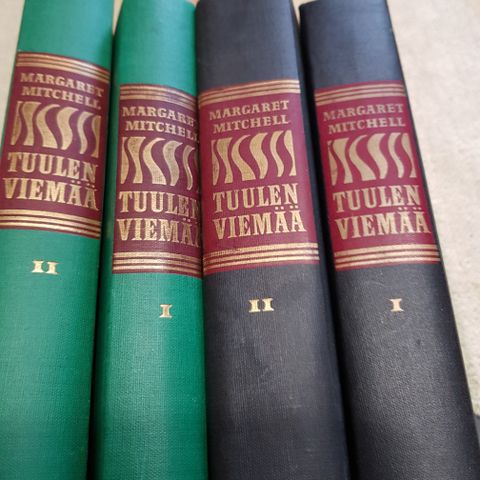 MARGARET
MITCHELL
TUULEN
VIEMÄÄ
II
MARGARET
MITCHELL
TUULEN
VIEMÄÄ
I
MARGARET
MITCHELL
TUULEN
VIEMÄÄ
II
MARGARET
MITCHELL
TUULEN
VIEMÄÄ
I